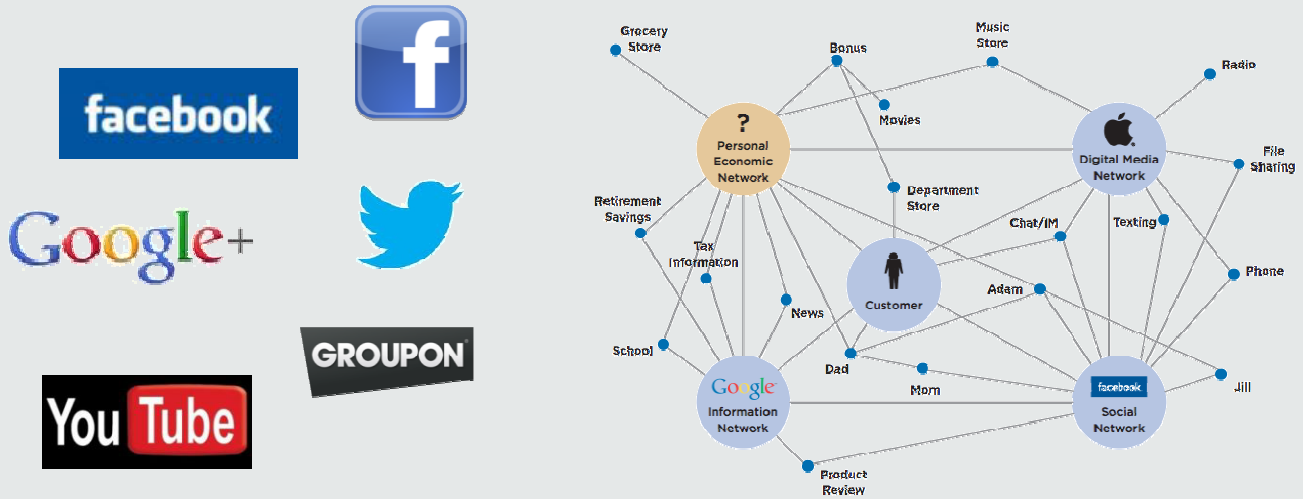 facebook
f
Google+
GROUPON
You Tube
Grocery
Store
Bonus
Music
Store
Radio
Movies
?
Personal
Economic
Network
Digital Media
Network
File
Sharing
Retirement
Savings
Department
Store
Chat/IM
Texting
Tax
Information
Customer
Adam
Phone
News
School
Dad
Mom
Jill
Google
Information
Network
facebook
Social
Network
Product
Review